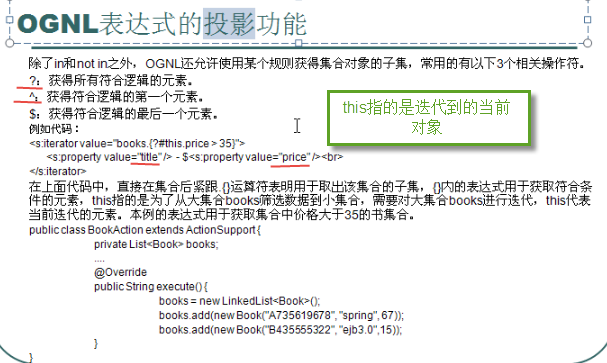 OGNL表达式的投影功能
除了in和not in之外，OGNL还允许使用某个规则获得集合对象的子集，常用的有以下3个相关操作符。
?：获得所有符合逻辑的元素。
^：获得符合逻辑的第一个元素。
$：获得符合逻辑的最后一个元素。
例如代码：
this指的是迭代到的当前
对象
<s:iterator value="books.{?#this.price > 35}">
<s:property value="title"/> - $<s:property value="price"/><br>
</s:iterator>
在上面代码中，直接在集合后紧跟.{}运算符表明用于取出该集合的子集，{}内的表达式用于获取符合条
件的元素，this指的是为了从大集合books筛选数据到小集合，需要对大集合books进行迭代，this代表
当前迭代的元素。本例的表达式用于获取集合中价格大于35的书集合。
public class BookAction extends ActionSupport {
private List<Book> books;
....
@Override
public String execute() {
books = new LinkedList<Book>();
books.add(new Book("A735619678", "spring", 67));
books.add(new Book("B435555322", "ejb3.0",15));
}
}